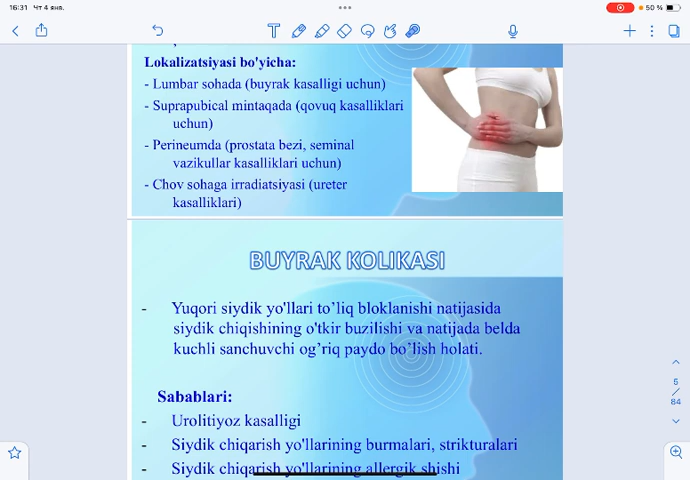 16:31 Чт 4 янв.
50 %
Lokalizatsiyasi bo'yicha:
- Lumbar sohada (buyrak kasalligi uchun)
- Suprapubical mintaqada (qovuq kasalliklari
uchun)
- Perineumda (prostata bezi, seminal
vazikullar kasalliklari uchun)
- Chov sohaga irradiatsiyasi (ureter
kasalliklari)
BUYRAK KOLIKASI
- Yuqori siydik yo'llari to’liq bloklanishi natijasida
siydik chiqishining o'tkir buzilishi va natijada belda
kuchli sanchuvchi og’riq paydo bo’lish holati.
Sabablari:
- Urolitiyoz kasalligi
- Siydik chiqarish yo'llarining burmalari, strikturalari
- Siydik chiqarish yo'llarining allergik shishi
5
/
84